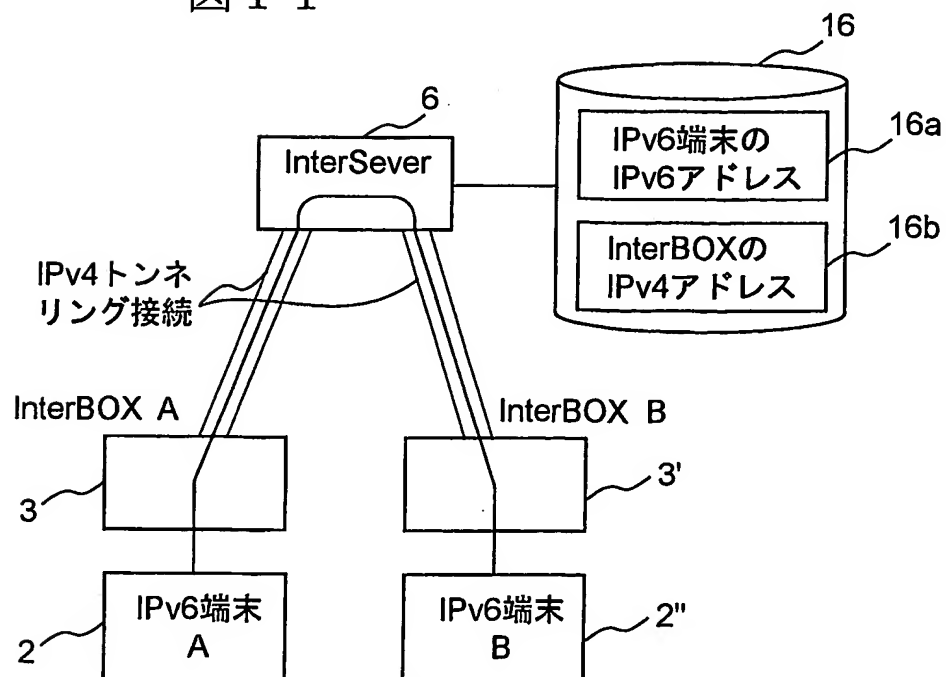 図11
16
6
InterSever
IPv6端末の
IPv6アドレス
16a
InterBOXの
IPv4アドレス
16b
IPv4トンネ
リング接続
InterBOX A
InterBOX B
3
3'
IPv6端末
A
2
IPv6端末
B
2"